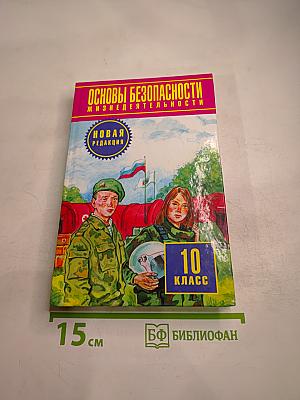 ОСНОВЫ БЕЗОПАСНОСТИ
ЖИЗНЕДЕЯТЕЛЬНОСТИ
НОВАЯ
РЕДАКЦИЯ
10
КЛАСС
15 см
БФ БИБЛИОФАН